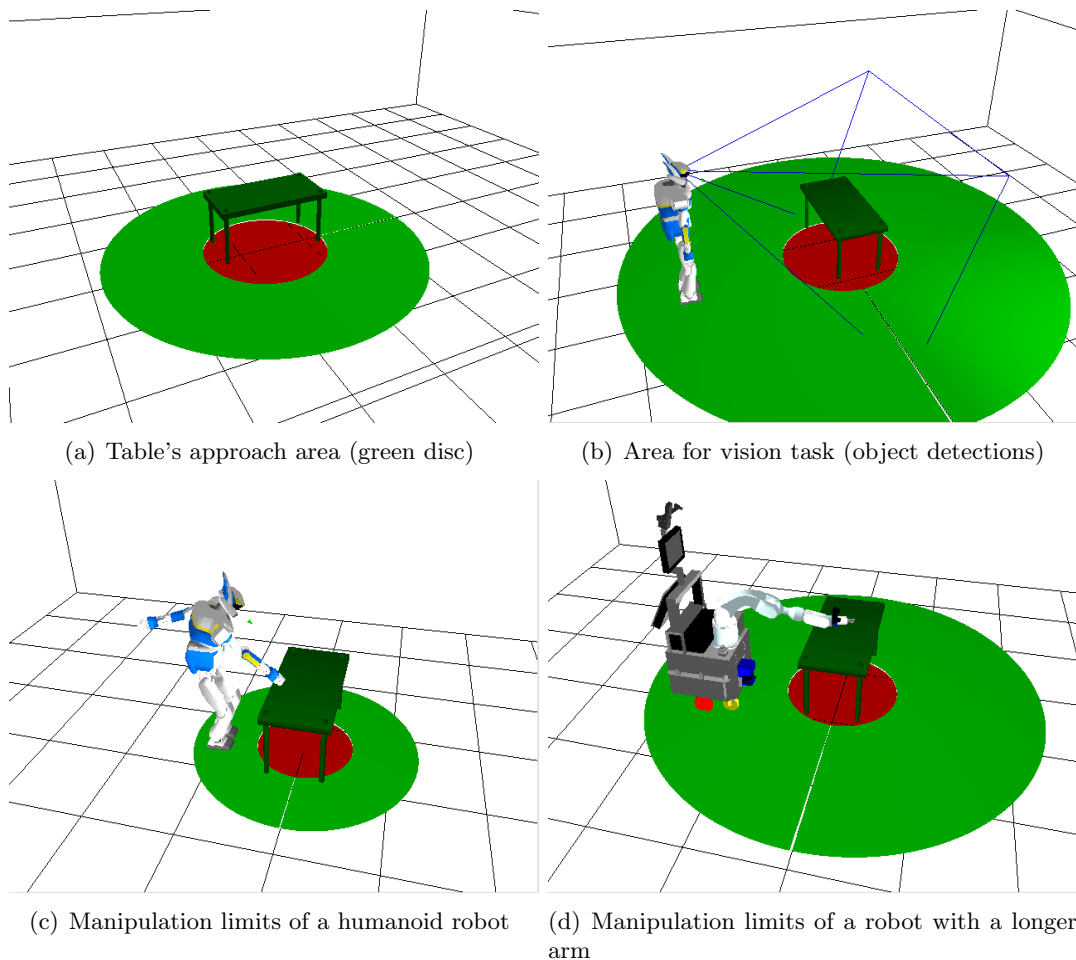 (a) Table's approach area (green disc)
(b) Area for vision task (object detections)
(c) Manipulation limits of a humanoid robot
(d) Manipulation limits of a robot with a longer
arm